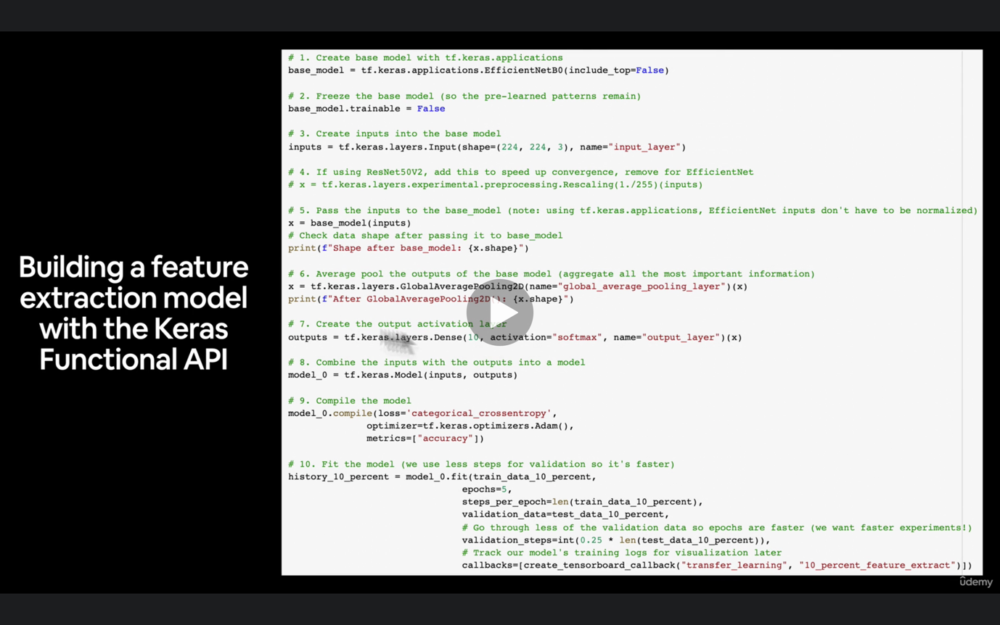 Building a feature
extraction model
with the Keras
Functional API
# 1. Create base model with tf.keras.applications
base_model = tf.keras.applications.EfficientNetB0(include_top=False)
# 2. Freeze the base model (so the pre-learned patterns remain)
base_model.trainable = False
# 3. Create inputs into the base model
inputs = tf.keras.layers.Input(shape=(224, 224, 3), name="input_layer")
# 4. If using ResNet50V2, add this to speed up convergence, remove for EfficientNet
# x = tf.keras.layers.experimental.preprocessing.Rescaling(1./255)(inputs)
# 5. Pass the inputs to the base_model (note: using tf.keras.applications, EfficientNet inputs don't have to be normalized)
x = base_model(inputs)
# Check data shape after passing it to base_model
print(f"Shape after base_model: {x.shape}")
# 6. Average pool the outputs of the base model (aggregate all the most important information)
x = tf.keras.layers.GlobalAveragePooling2D(name="global_average_pooling_layer")(x)
print(f"After GlobalAveragePooling2D(): {x.shape}")
# 7. Create the output activation layer
outputs = tf.keras.layers.Dense(10, activation="softmax", name="output_layer")(x)
# 8. Combine the inputs with the outputs into a model
model_0 = tf.keras.Model(inputs, outputs)
# 9. Compile the model
model_0.compile(loss='categorical_crossentropy',
optimizer=tf.keras.optimizers.Adam(),
metrics=["accuracy"])
# 10. Fit the model (we use less steps for validation so it's faster)
history_10_percent = model_0.fit(train_data_10_percent,
epochs=5,
steps_per_epoch=len(train_data_10_percent),
validation_data=test_data_10_percent,
# Go through less of the validation data so epochs are faster (we want faster experiments!)
validation_steps=int(0.25 * len(test_data_10_percent)),
# Track our model's training logs for visualization later
callbacks=[create_tensorboard_callback("transfer_learning", "10_percent_feature_extract")])
ûdemy